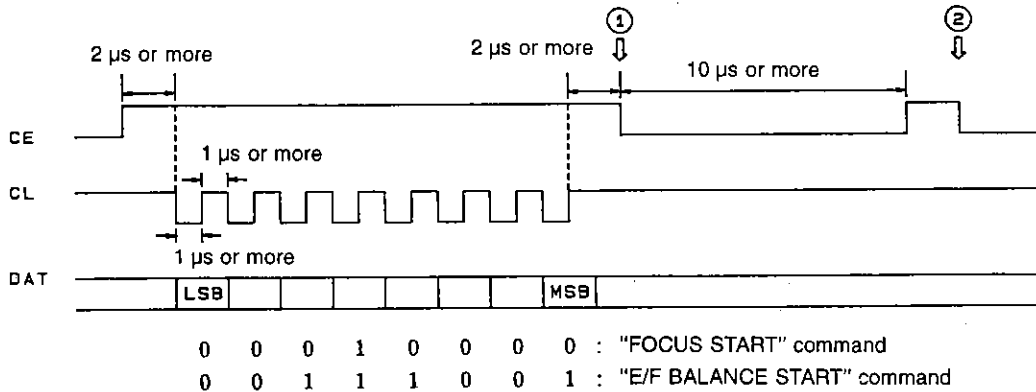 ① ②
2 µs or more 2 µs or more
10 µs or more
CE
1 µs or more
CL
1 µs or more
DAT
LSB MSB
0 0 0 1 0 0 0 0 : "FOCUS START" command
0 0 1 1 1 0 0 1 : "E/F BALANCE START" command